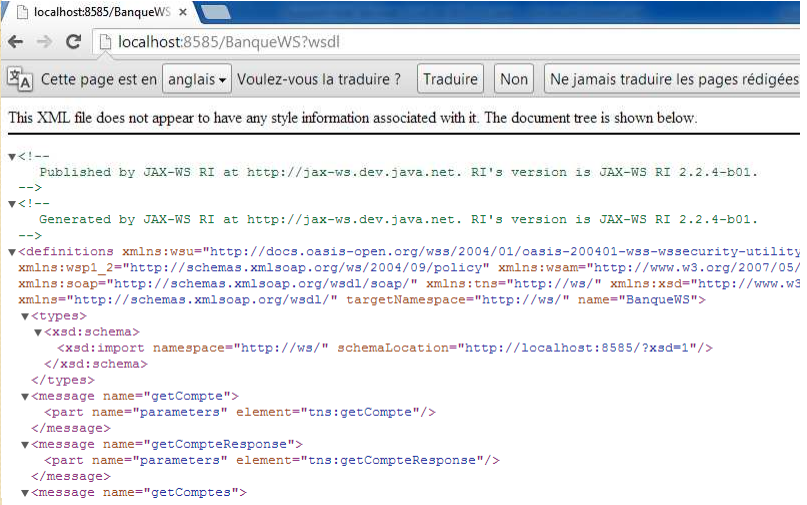 localhost:8585/BanqueWS
localhost:8585/BanqueWS?wsdl
Cette page est en anglais Voulez-vous la traduire ? Traduire Non Ne jamais traduire les pages rédigées
This XML file does not appear to have any style information associated with it. The document tree is shown below.
▼<!--
Published by JAX-WS RI at http://jax-ws.dev.java.net. RI's version is JAX-WS RI 2.2.4-b01.
-->
▼<!--
Generated by JAX-WS RI at http://jax-ws.dev.java.net. RI's version is JAX-WS RI 2.2.4-b01.
-->
▼<definitions xmlns:wsu="http://docs.oasis-open.org/wss/2004/01/oasis-200401-wss-wssecurity-utility
xmlns:wsp1_2="http://schemas.xmlsoap.org/ws/2004/09/policy" xmlns:wsam="http://www.w3.org/2007/05/
xmlns:soap="http://schemas.xmlsoap.org/wsdl/soap/" xmlns:tns="http://ws/" xmlns:xsd="http://www.w3
xmlns="http://schemas.xmlsoap.org/wsdl/" targetNamespace="http://ws/" name="BanqueWS">
▼<types>
▼<xsd:schema>
<xsd:import namespace="http://ws/" schemaLocation="http://localhost:8585/?xsd=1"/>
</xsd:schema>
</types>
▼<message name="getCompte">
<part name="parameters" element="tns:getCompte"/>
</message>
▼<message name="getCompteResponse">
<part name="parameters" element="tns:getCompteResponse"/>
</message>
▼<message name="getComptes">